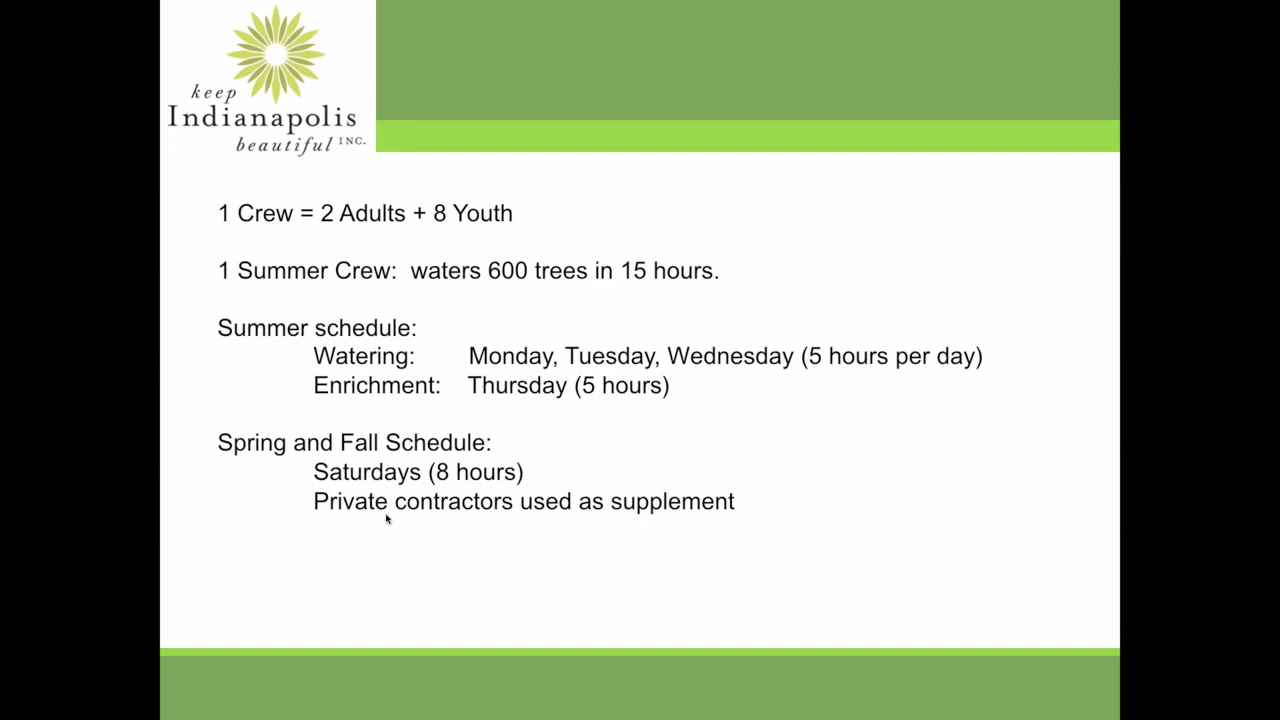 keep
Indianapolis
beautiful INC.
1 Crew = 2 Adults + 8 Youth
1 Summer Crew: waters 600 trees in 15 hours.
Summer schedule:
Watering: Monday, Tuesday, Wednesday (5 hours per day)
Enrichment: Thursday (5 hours)
Spring and Fall Schedule:
Saturdays (8 hours)
Private contractors used as supplement